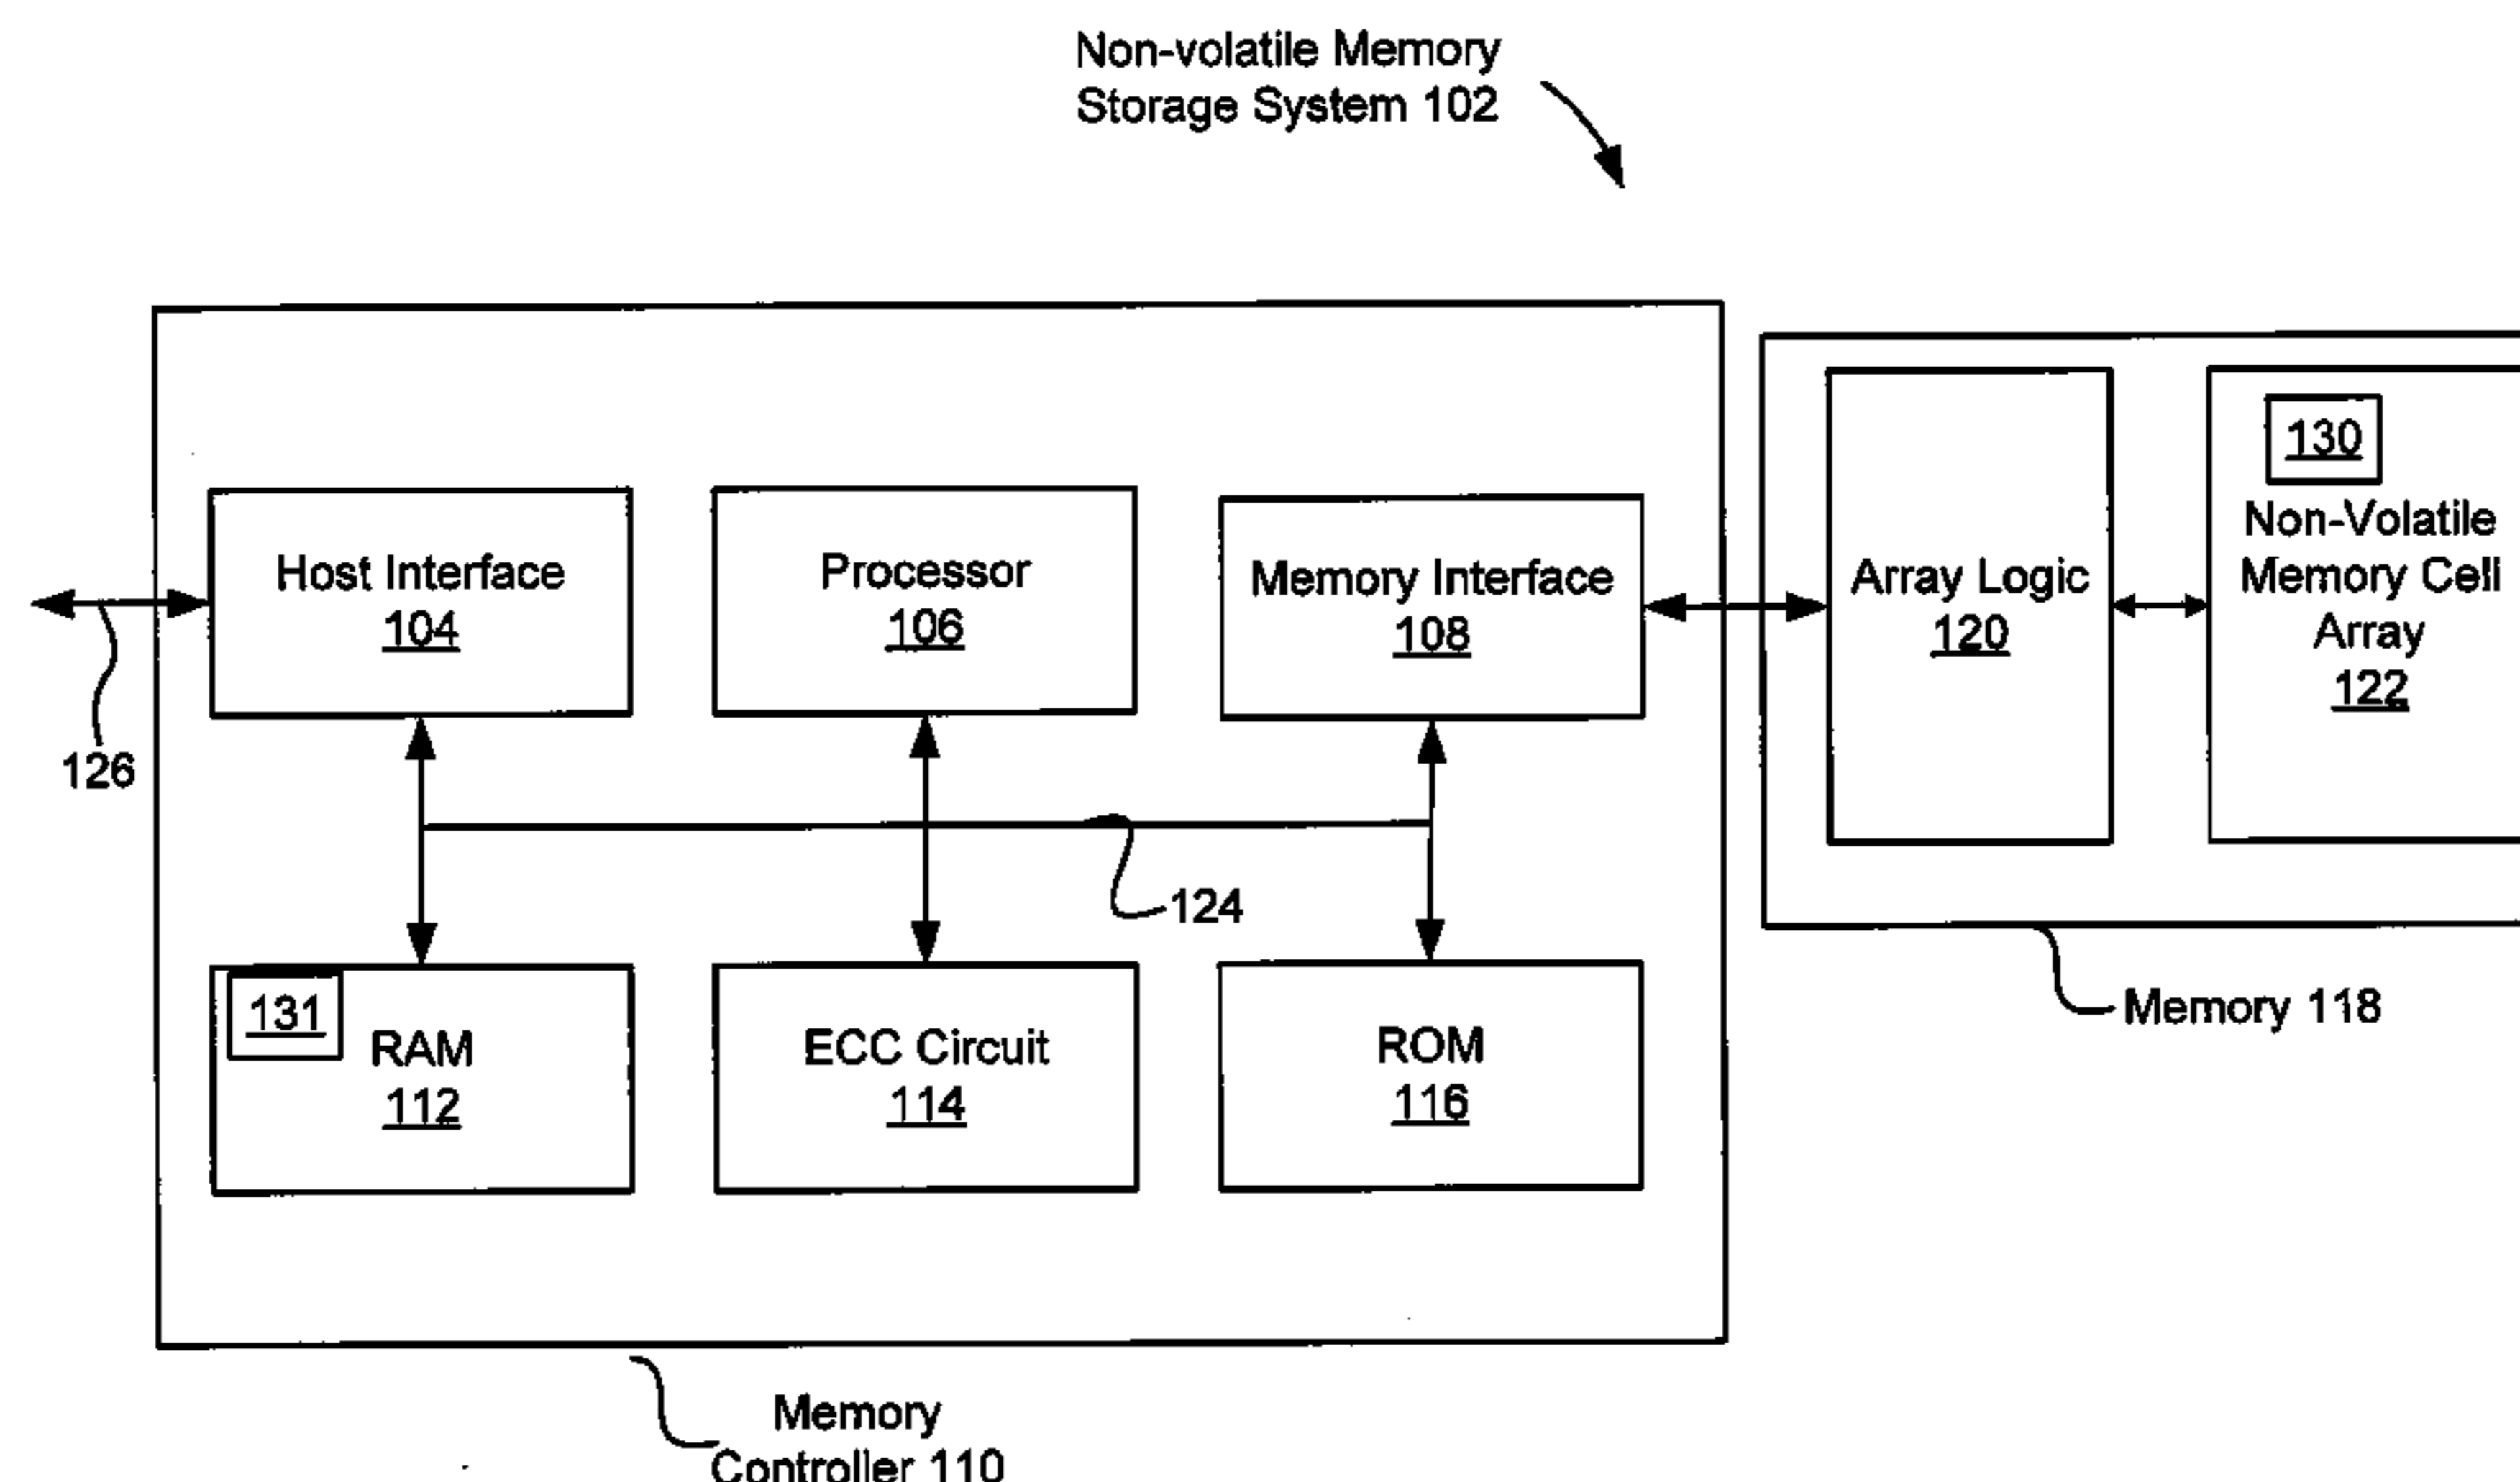 Non-volatile Memory
Storage System 102
Host Interface
104
Processor
106
Memory Interface
108
Array Logic
120
130
Non-Volatile
Memory Cell
Array
122
126
124
131
RAM
112
ECC Circuit
114
ROM
116
Memory 118
Memory
Controller 110